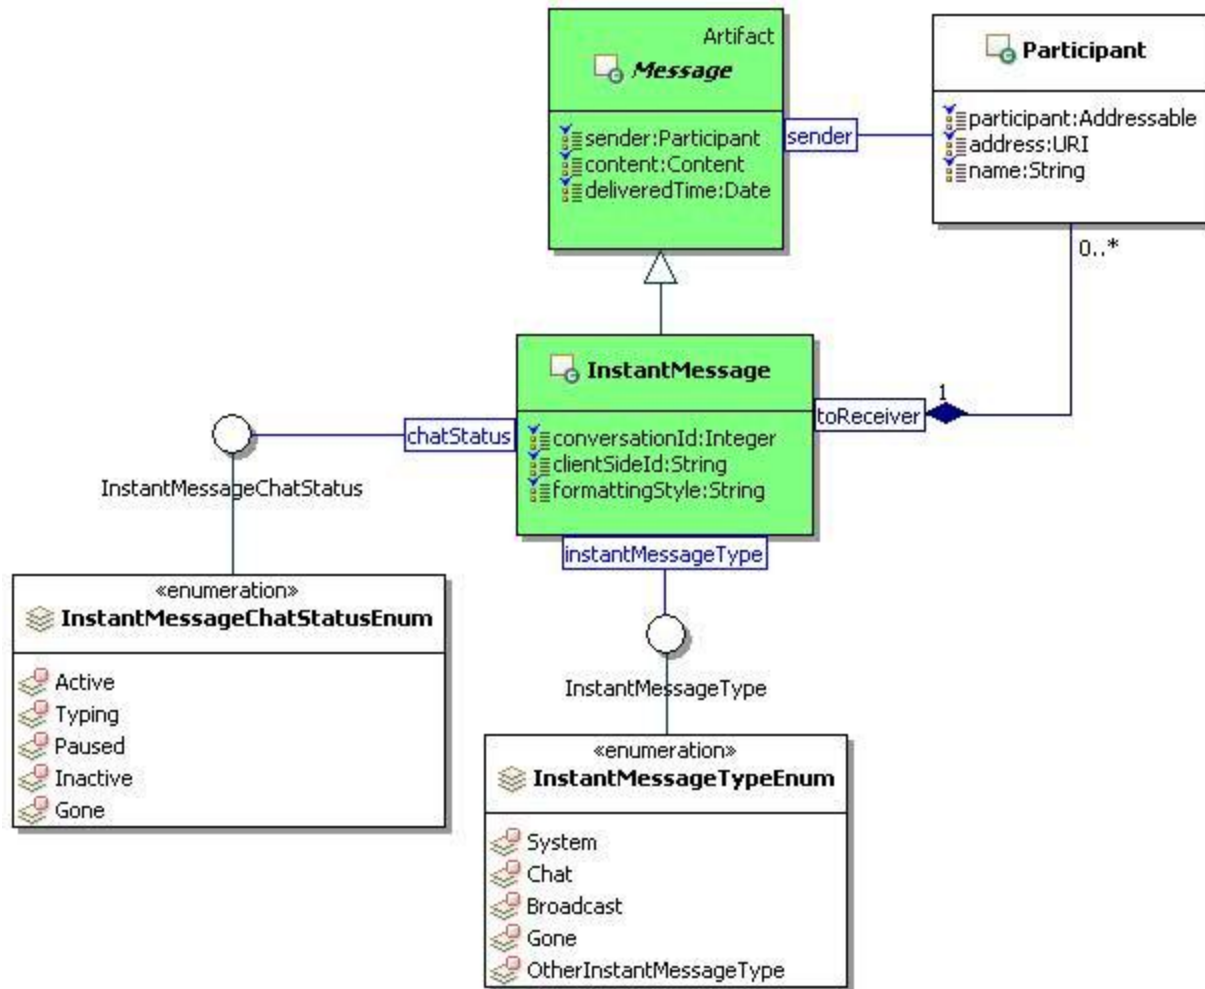 Artifact
Message
sender:Participant
content:Content
deliveredTime:Date
sender
Participant
participant:Addressable
address:URI
name:String
0..*
InstantMessage
conversationId:Integer
clientSideId:String
formattingStyle:String
toReceiver
1
chatStatus
InstantMessageChatStatus
instantMessageType
InstantMessageType
«enumeration»
InstantMessageChatStatusEnum
Active
Typing
Paused
Inactive
Gone
«enumeration»
InstantMessageTypeEnum
System
Chat
Broadcast
Gone
OtherInstantMessageType